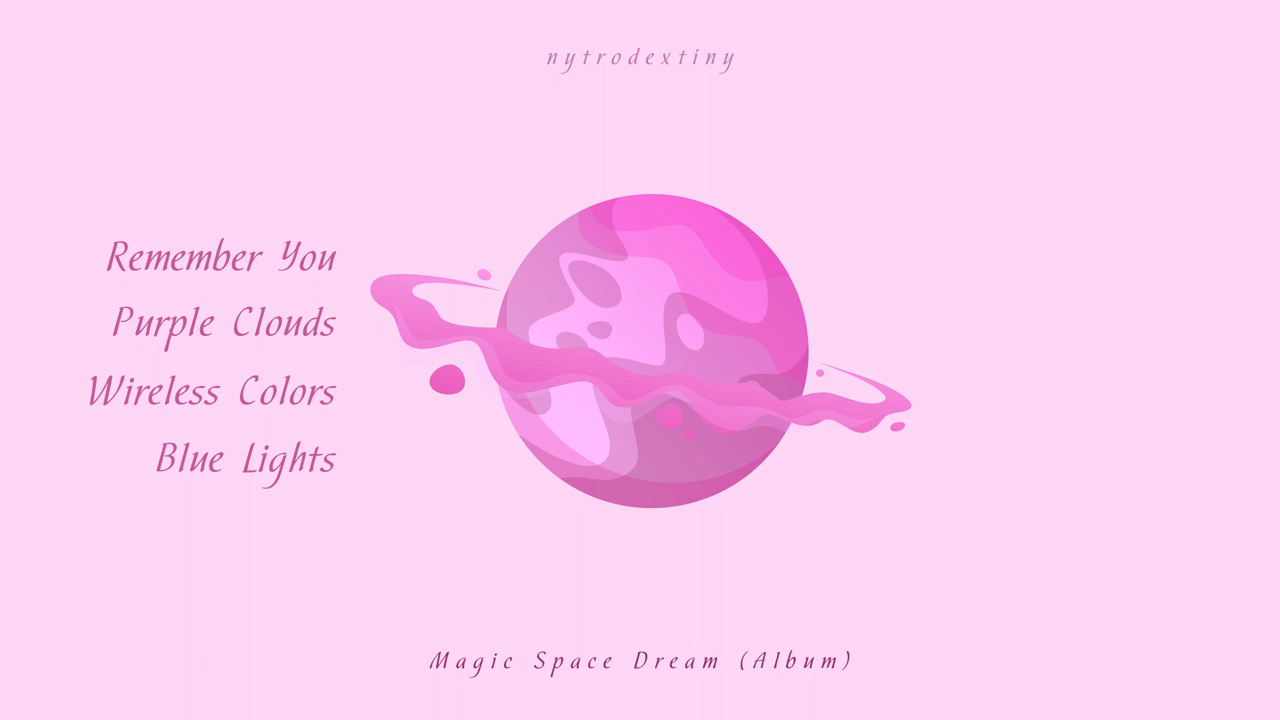 nytrodextiny
Remember You
Purple Clouds
Wireless Colors
Blue Lights
Magic Space Dream (Album)